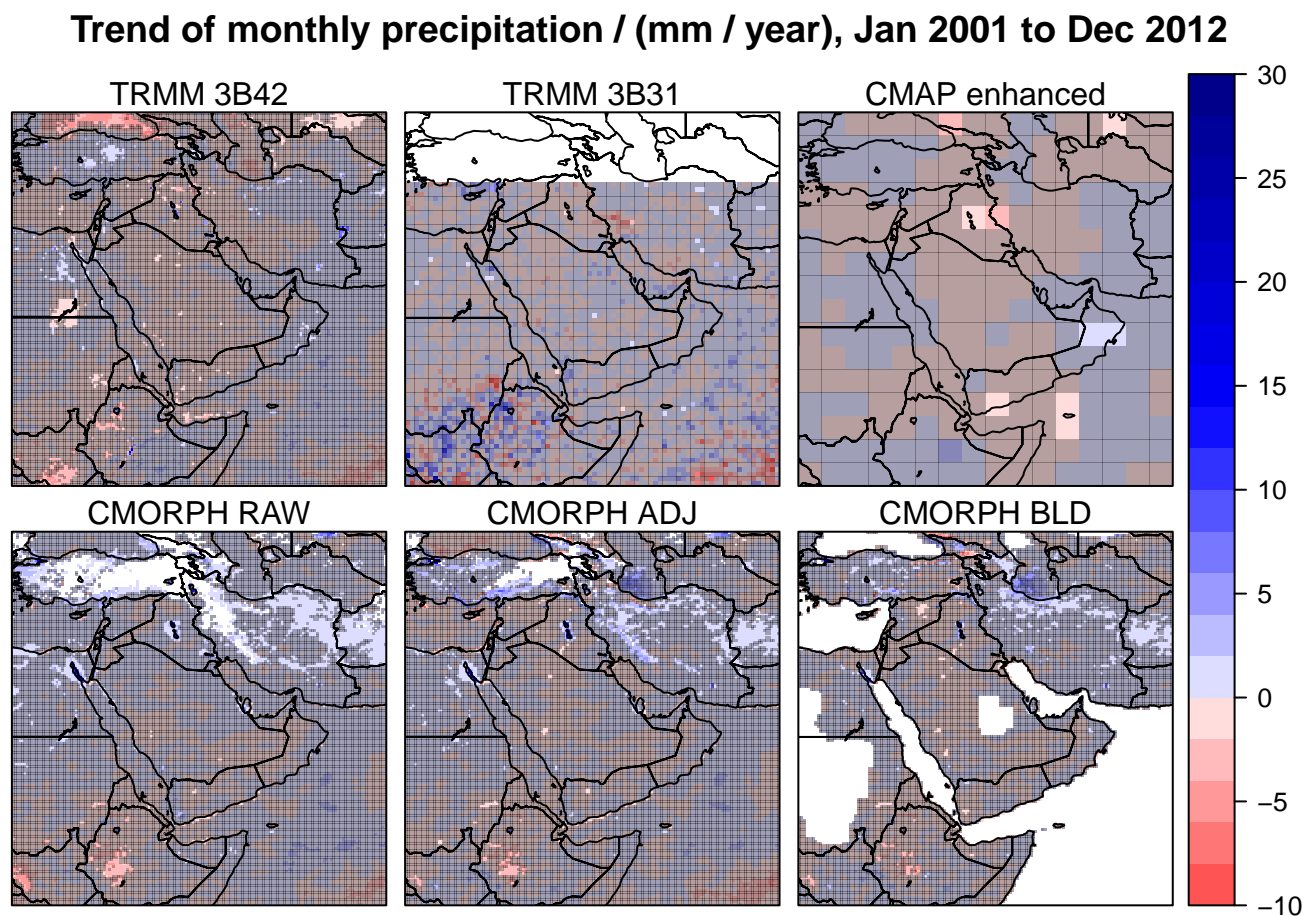 Trend of monthly precipitation / (mm / year), Jan 2001 to Dec 2012
TRMM 3B42
TRMM 3B31
CMAP enhanced
CMORPH RAW
CMORPH ADJ
CMORPH BLD
30
25
20
15
10
5
0
−5
−10